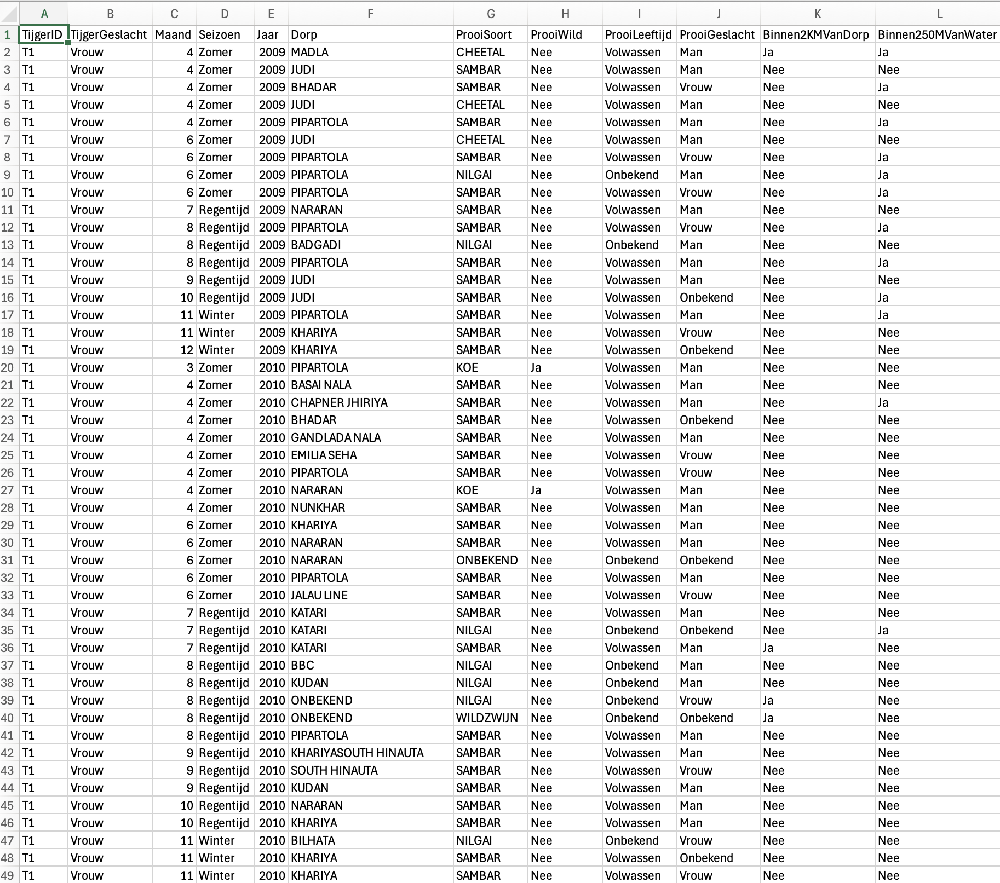 A B C D E F G H I J K L
1 TijgerID TijgerGeslacht Maand Seizoen Jaar Dorp ProoiSoort ProoiWild ProoiLeeftijd ProoiGeslacht Binnen2KMVanDorp Binnen250MVanWater
2 T1 Vrouw 4 Zomer 2009 MADLA CHEETAL Nee Volwassen Man Ja Ja
3 T1 Vrouw 4 Zomer 2009 JUDI SAMBAR Nee Volwassen Man Nee Nee
4 T1 Vrouw 4 Zomer 2009 BHADAR SAMBAR Nee Volwassen Vrouw Nee Ja
5 T1 Vrouw 4 Zomer 2009 JUDI CHEETAL Nee Volwassen Man Nee Nee
6 T1 Vrouw 4 Zomer 2009 PIPARTOLA SAMBAR Nee Volwassen Man Nee Ja
7 T1 Vrouw 6 Zomer 2009 JUDI CHEETAL Nee Volwassen Man Nee Nee
8 T1 Vrouw 6 Zomer 2009 PIPARTOLA SAMBAR Nee Volwassen Vrouw Nee Ja
9 T1 Vrouw 6 Zomer 2009 PIPARTOLA NILGAI Nee Onbekend Man Nee Ja
10 T1 Vrouw 6 Zomer 2009 PIPARTOLA SAMBAR Nee Volwassen Vrouw Nee Ja
11 T1 Vrouw 7 Regentijd 2009 NARARAN SAMBAR Nee Volwassen Man Nee Nee
12 T1 Vrouw 8 Regentijd 2009 PIPARTOLA SAMBAR Nee Volwassen Vrouw Nee Ja
13 T1 Vrouw 8 Regentijd 2009 BADGADI NILGAI Nee Onbekend Man Nee Nee
14 T1 Vrouw 8 Regentijd 2009 PIPARTOLA SAMBAR Nee Volwassen Man Nee Ja
15 T1 Vrouw 9 Regentijd 2009 JUDI SAMBAR Nee Volwassen Man Nee Nee
16 T1 Vrouw 10 Regentijd 2009 JUDI SAMBAR Nee Volwassen Onbekend Nee Ja
17 T1 Vrouw 11 Winter 2009 PIPARTOLA SAMBAR Nee Volwassen Man Nee Ja
18 T1 Vrouw 11 Winter 2009 KHARIYA SAMBAR Nee Volwassen Vrouw Nee Nee
19 T1 Vrouw 12 Winter 2009 KHARIYA SAMBAR Nee Volwassen Onbekend Nee Nee
20 T1 Vrouw 3 Zomer 2010 PIPARTOLA KOE Ja Volwassen Man Nee Nee
21 T1 Vrouw 4 Zomer 2010 BASAI NALA SAMBAR Nee Volwassen Man Nee Nee
22 T1 Vrouw 4 Zomer 2010 CHAPNER JHIRIYA SAMBAR Nee Volwassen Man Nee Ja
23 T1 Vrouw 4 Zomer 2010 BHADAR SAMBAR Nee Volwassen Onbekend Nee Nee
24 T1 Vrouw 4 Zomer 2010 GANDLADA NALA SAMBAR Nee Volwassen Man Nee Nee
25 T1 Vrouw 4 Zomer 2010 EMILIA SEHA SAMBAR Nee Volwassen Vrouw Nee Nee
26 T1 Vrouw 4 Zomer 2010 PIPARTOLA SAMBAR Nee Volwassen Vrouw Nee Nee
27 T1 Vrouw 4 Zomer 2010 NARARAN KOE Ja Volwassen Man Nee Nee
28 T1 Vrouw 4 Zomer 2010 NUNKHAR SAMBAR Nee Volwassen Man Nee Nee
29 T1 Vrouw 6 Zomer 2010 KHARIYA SAMBAR Nee Volwassen Man Nee Nee
30 T1 Vrouw 6 Zomer 2010 NARARAN SAMBAR Nee Volwassen Man Nee Nee
31 T1 Vrouw 6 Zomer 2010 NARARAN ONBEKEND Nee Onbekend Onbekend Nee Nee
32 T1 Vrouw 6 Zomer 2010 PIPARTOLA SAMBAR Nee Volwassen Man Nee Nee
33 T1 Vrouw 6 Zomer 2010 JALAU LINE SAMBAR Nee Volwassen Vrouw Nee Nee
34 T1 Vrouw 7 Regentijd 2010 KATARI SAMBAR Nee Volwassen Man Nee Nee
35 T1 Vrouw 7 Regentijd 2010 KATARI NILGAI Nee Onbekend Onbekend Nee Ja
36 T1 Vrouw 7 Regentijd 2010 KATARI SAMBAR Nee Volwassen Man Ja Nee
37 T1 Vrouw 8 Regentijd 2010 BBC NILGAI Nee Onbekend Man Nee Nee
38 T1 Vrouw 8 Regentijd 2010 KUDAN NILGAI Nee Onbekend Man Nee Nee
39 T1 Vrouw 8 Regentijd 2010 ONBEKEND NILGAI Nee Onbekend Vrouw Ja Nee
40 T1 Vrouw 8 Regentijd 2010 ONBEKEND WILDZWIJN Nee Onbekend Onbekend Ja Nee
41 T1 Vrouw 8 Regentijd 2010 PIPARTOLA SAMBAR Nee Volwassen Man Nee Nee
42 T1 Vrouw 9 Regentijd 2010 KHARIYASOUTH HINAUTA SAMBAR Nee Volwassen Man Nee Nee
43 T1 Vrouw 9 Regentijd 2010 SOUTH HINAUTA SAMBAR Nee Volwassen Vrouw Nee Nee
44 T1 Vrouw 9 Regentijd 2010 KUDAN SAMBAR Nee Volwassen Man Nee Nee
45 T1 Vrouw 10 Regentijd 2010 NARARAN SAMBAR Nee Volwassen Man Nee Nee
46 T1 Vrouw 10 Regentijd 2010 KHARIYA SAMBAR Nee Volwassen Man Nee Nee
47 T1 Vrouw 11 Winter 2010 BILHATA NILGAI Nee Onbekend Vrouw Nee Nee
48 T1 Vrouw 11 Winter 2010 KHARIYA SAMBAR Nee Volwassen Onbekend Nee Nee
49 T1 Vrouw 11 Winter 2010 KHARIYA SAMBAR Nee Volwassen Vrouw Nee Nee